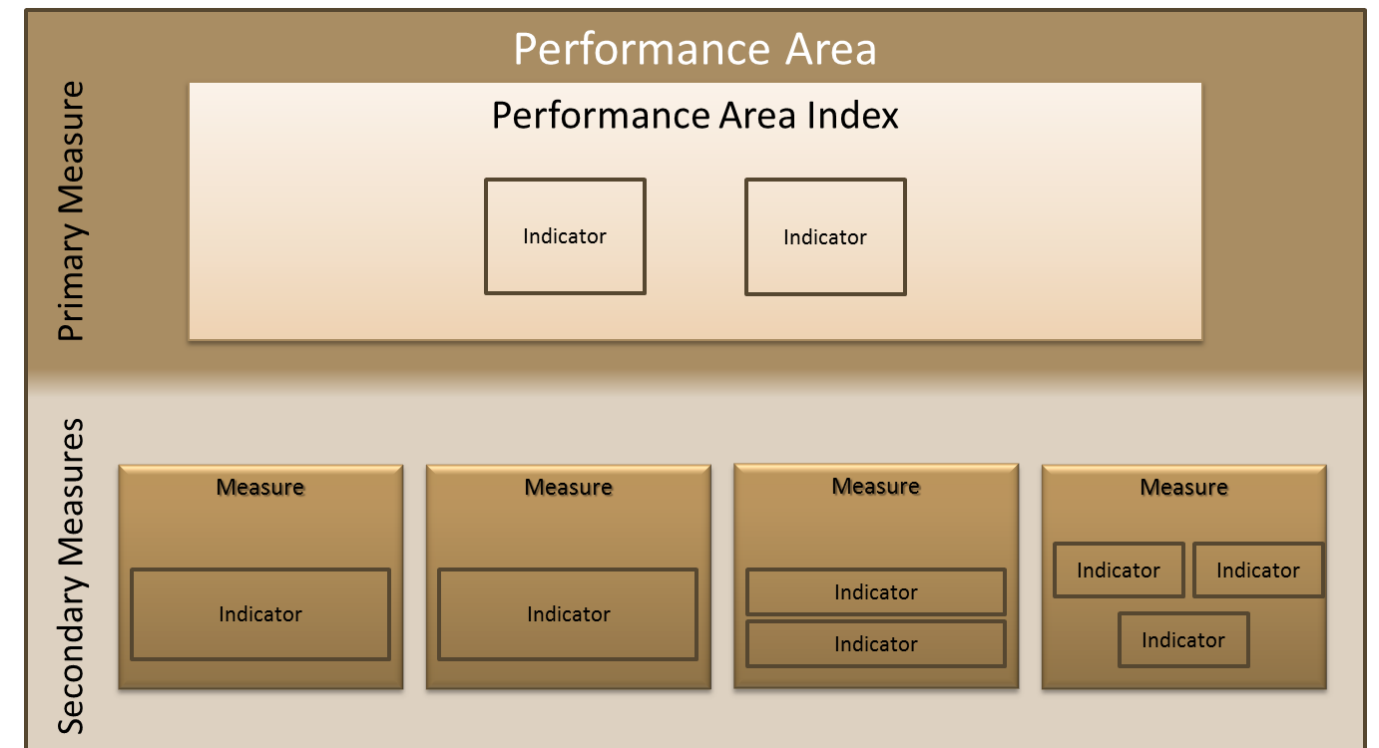 Performance Area
Primary Measure
Performance Area Index
Indicator
Indicator
Secondary Measures
Measure
Indicator
Measure
Indicator
Measure
Indicator
Indicator
Measure
Indicator
Indicator
Indicator